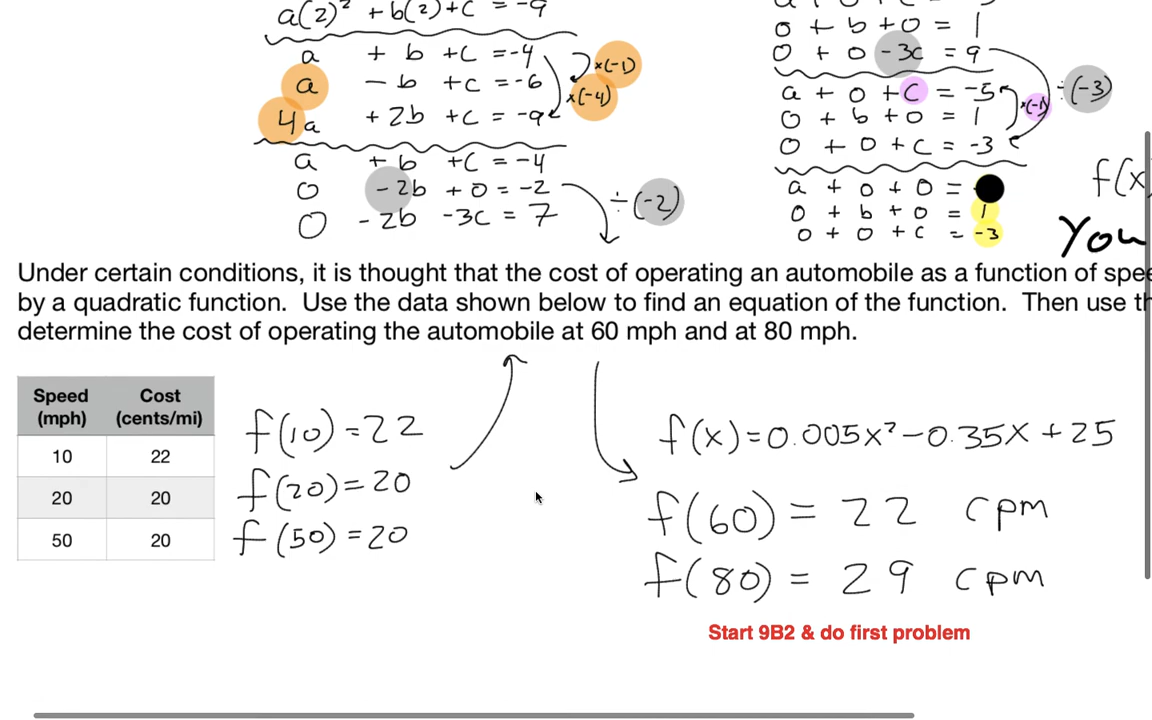 a(2)² + b(2) + c = -9
a + b + c = -4
a - b + c = -6
4a + 2b + c = -9
×(-1)
×(-4)
a + b + c = -4
0 - 2b + 0 = -2
0 - 2b - 3c = 7
÷(-2)
0 + b + 0 = 1
0 + 0 - 3c = 9
÷(-3)
a + 0 + c = -5
0 + b + 0 = 1
0 + 0 + c = -3
×(-1)
a + 0 + 0 =
0 + b + 0 = 1
0 + 0 + c = -3
f(x
You
Under certain conditions, it is thought that the cost of operating an automobile as a function of spee
by a quadratic function. Use the data shown below to find an equation of the function. Then use th
determine the cost of operating the automobile at 60 mph and at 80 mph.
Speed (mph) Cost (cents/mi)
10 22
20 20
50 20
f(10) = 22
f(20) = 20
f(50) = 20
f(x) = 0.005x² - 0.35x + 25
f(60) = 22 cpm
f(80) = 29 cpm
Start 9B2 & do first problem